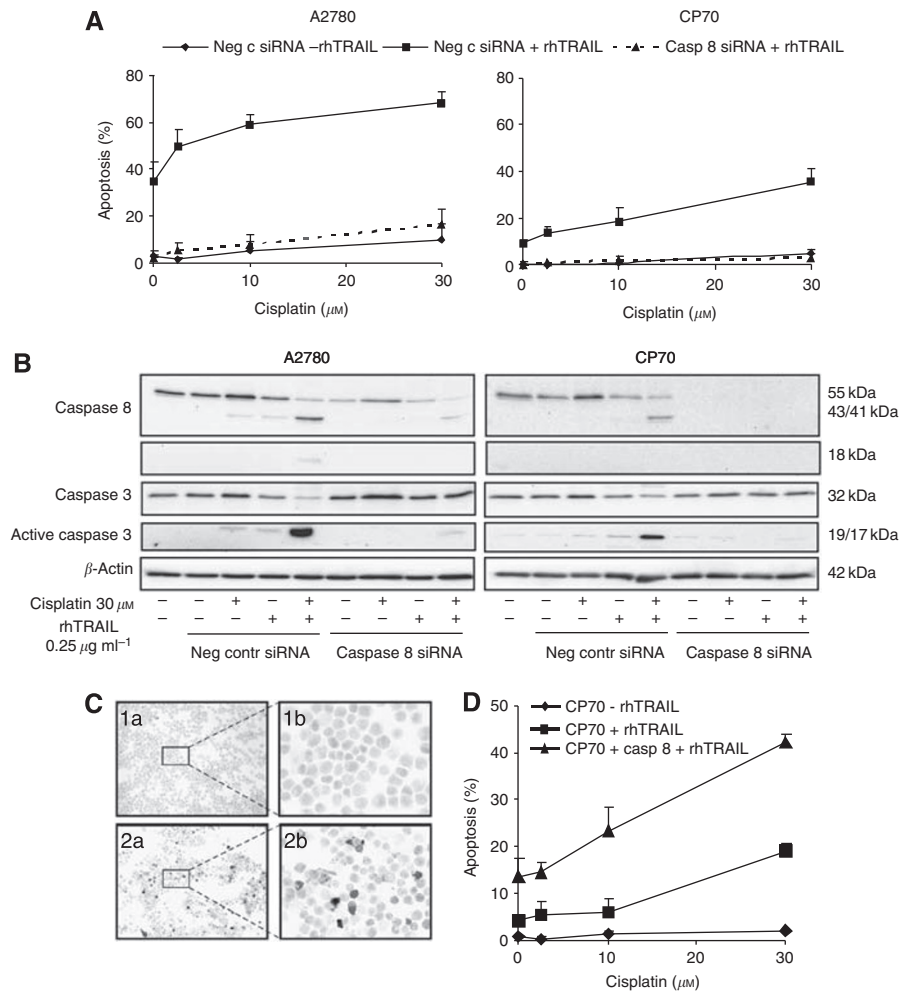 A
A2780
CP70
Neg c siRNA –rhTRAIL
Neg c siRNA + rhTRAIL
Casp 8 siRNA + rhTRAIL
Apoptosis (%)
80
60
40
20
0
0
10
20
30
Cisplatin (μM)
80
60
40
20
0
0
10
20
30
Cisplatin (μM)
B
A2780
CP70
Caspase 8
55 kDa
43/41 kDa
18 kDa
Caspase 3
32 kDa
Active caspase 3
19/17 kDa
β-Actin
42 kDa
Cisplatin 30 μM
– – + – + – + – + – – + – + – + – +
rhTRAIL
0.25 μg ml⁻¹
– – – + + – – + + – – – + + – – + +
Neg contr siRNA
Caspase 8 siRNA
Neg contr siRNA
Caspase 8 siRNA
C
1a
1b
2a
2b
D
CP70 - rhTRAIL
CP70 + rhTRAIL
CP70 + casp 8 + rhTRAIL
Apoptosis (%)
50
40
30
20
10
0
0
10
20
30
Cisplatin (μM)